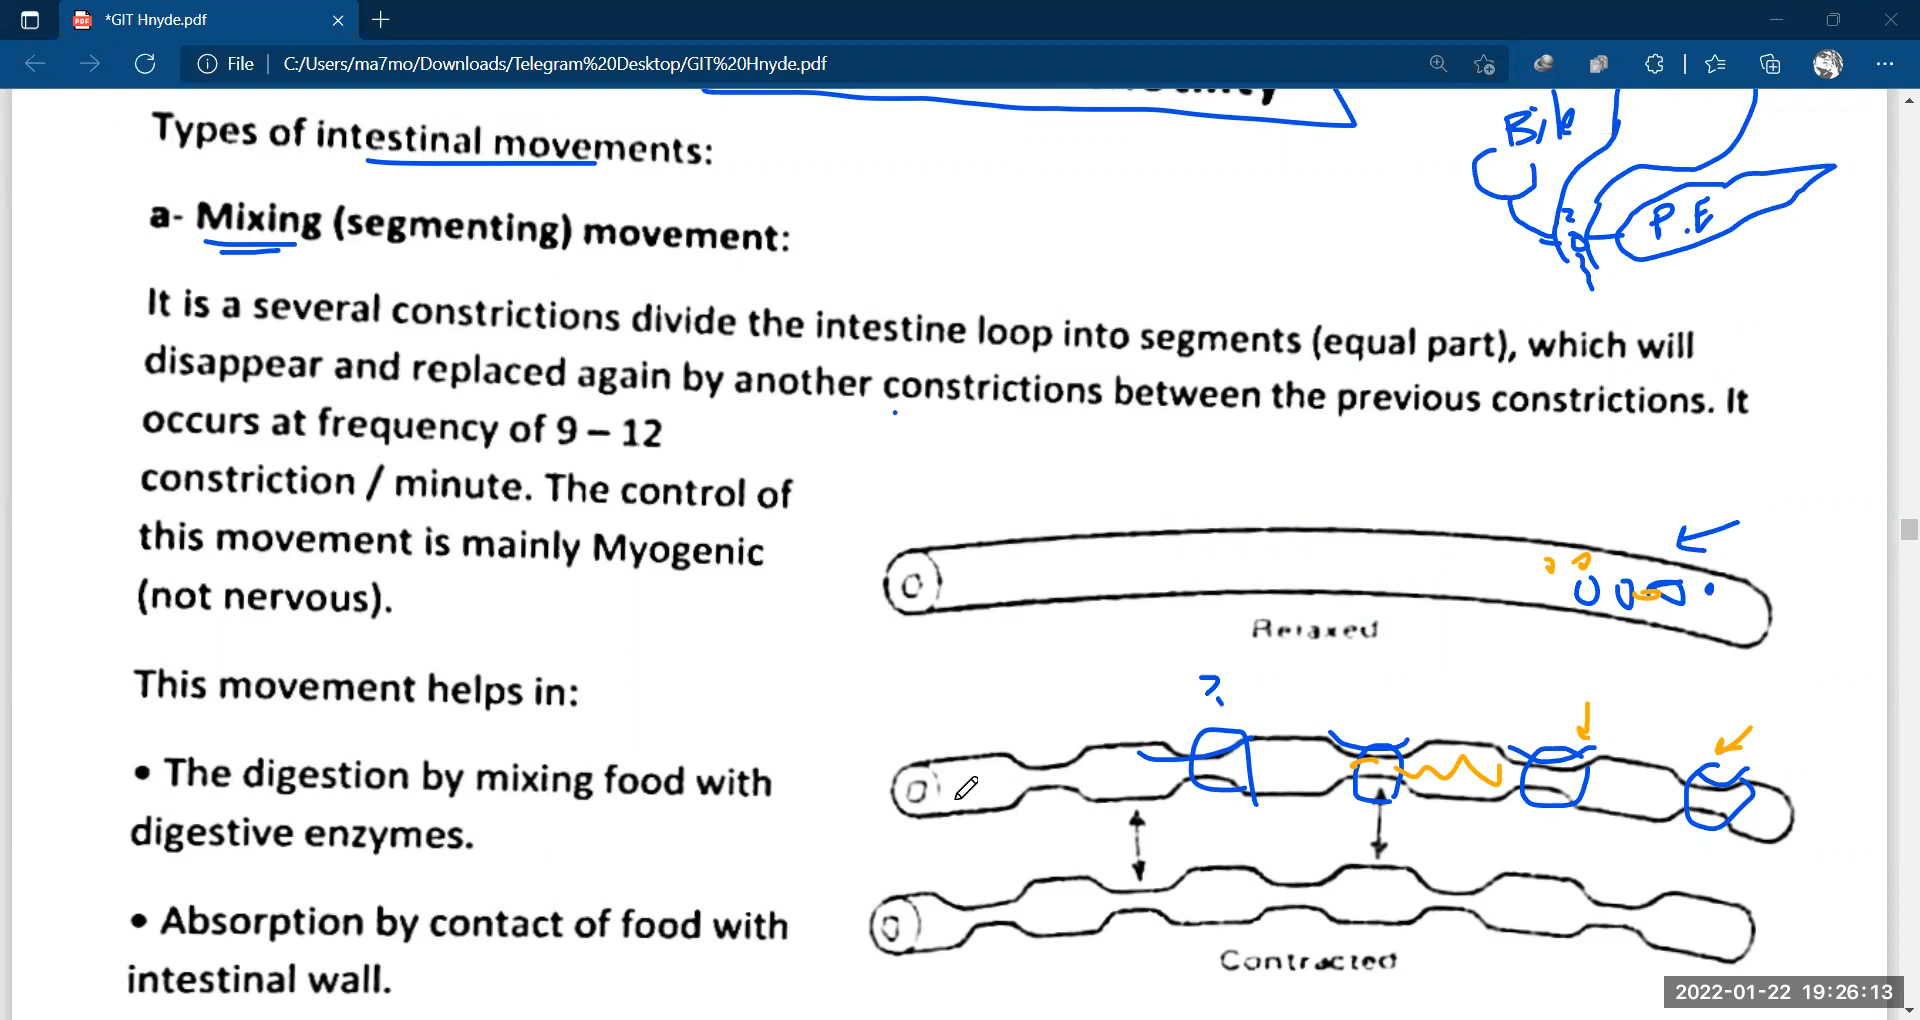 *GIT Hnyde.pdf
File
C:/Users/ma7mo/Downloads/Telegram%20Desktop/GIT%20Hnyde.pdf
Types of intestinal movements:
Bile
P.E
a- Mixing (segmenting) movement:
It is a several constrictions divide the intestine loop into segments (equal part), which will
disappear and replaced again by another constrictions between the previous constrictions. It
occurs at frequency of 9 – 12
constriction / minute. The control of
this movement is mainly Myogenic
(not nervous).
Relaxed
This movement helps in:
?
• The digestion by mixing food with
digestive enzymes.
• Absorption by contact of food with
intestinal wall.
Contracted
2022-01-22 19:26:13